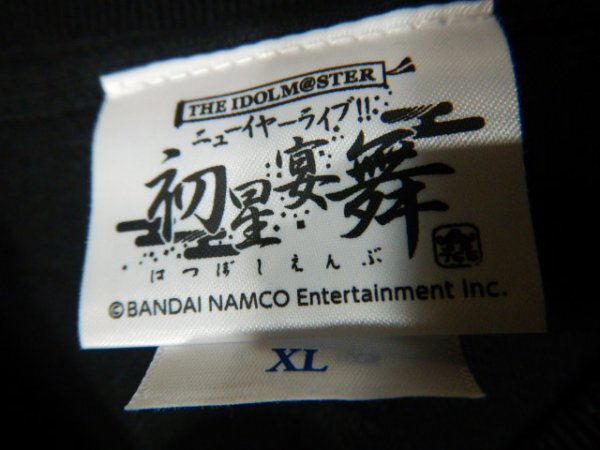 THE IDOLM@STER
ニューイヤーライブ!!
初星宴舞
はつぼしえんぶ
©BANDAI NAMCO Entertainment Inc.
XL